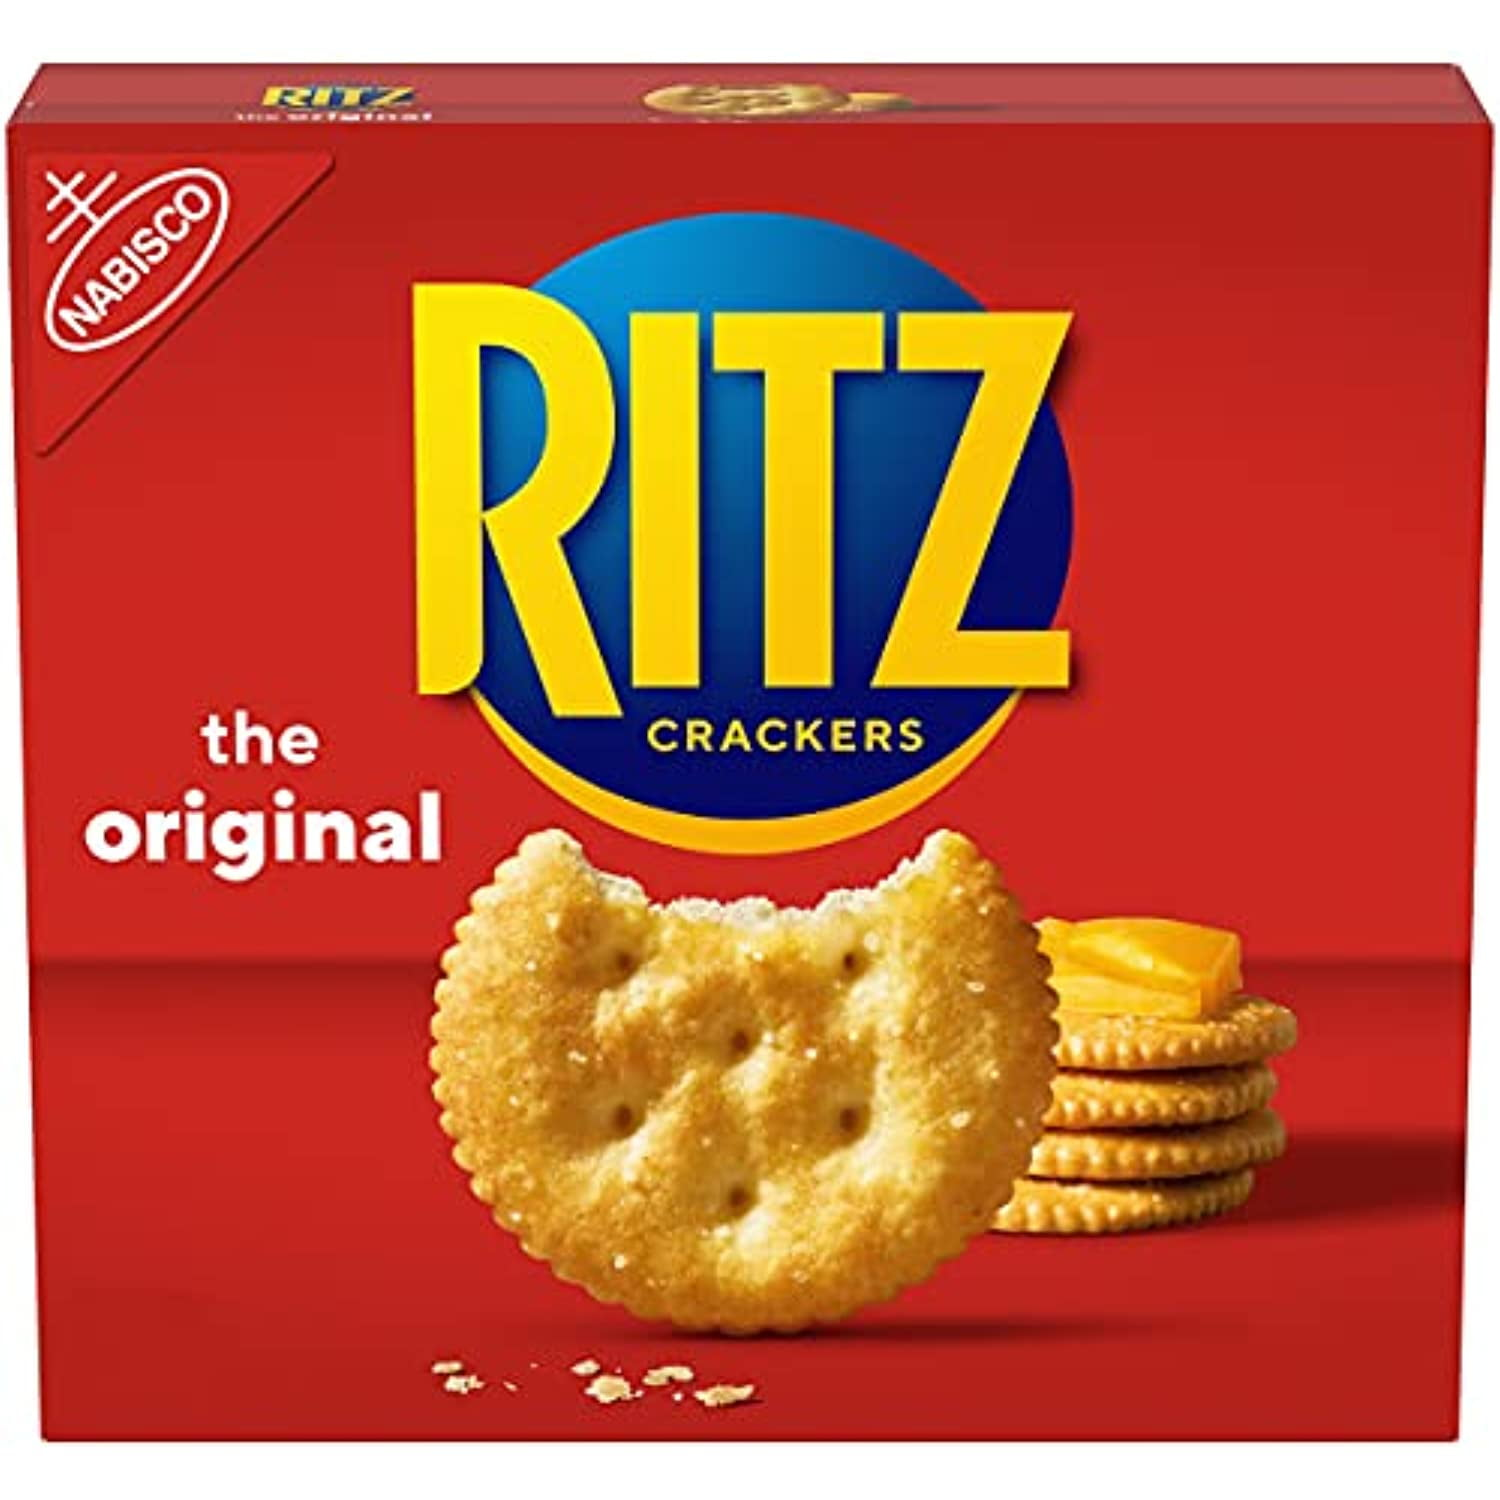 RITZ
the original
NABISCO
RITZ
CRACKERS
the
original